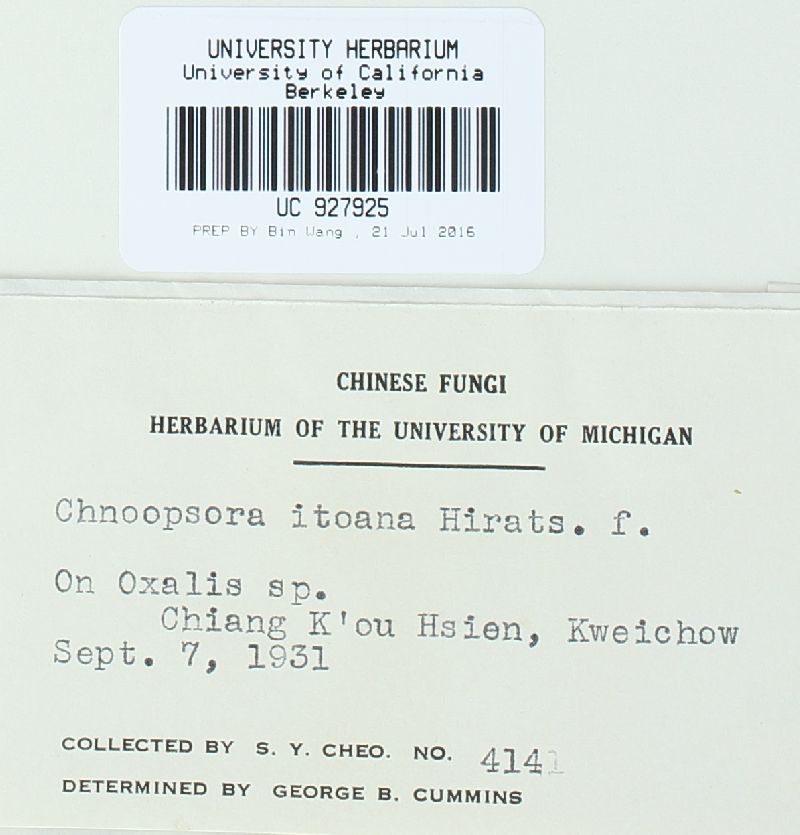 UNIVERSITY HERBARIUM
University of California
Berkeley
UC 927925
PREP BY Bin Wang , 21 Jul 2016
CHINESE FUNGI
HERBARIUM OF THE UNIVERSITY OF MICHIGAN
Chnoopsora itoana Hirats. f.
On Oxalis sp.
Chiang K'ou Hsien, Kweichow
Sept. 7, 1931
COLLECTED BY S. Y. CHEO. NO. 4141
DETERMINED BY GEORGE B. CUMMINS